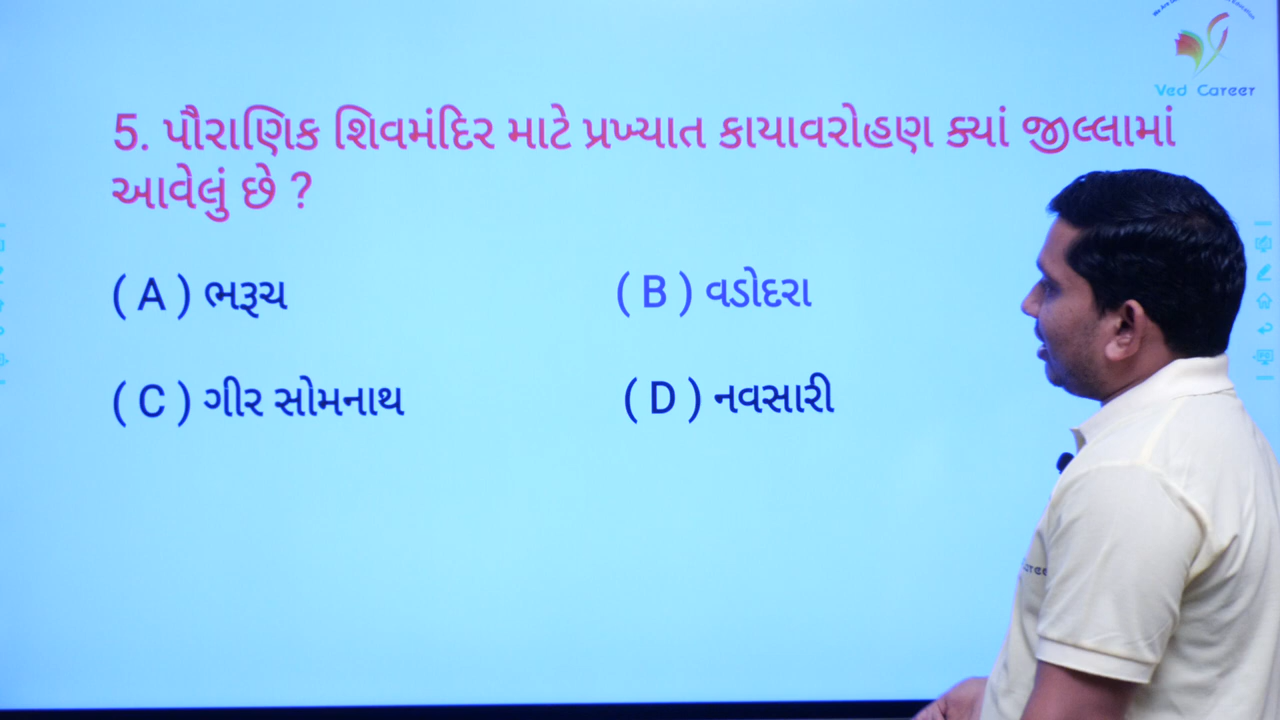 Ved Career
5. પૌરાણિક શિવમંદિર માટે પ્રખ્યાત કાયાવરોહણ ક્યાં જીલ્લામાં
આવેલું છે ?
( A ) ભરૂચ
( B ) વડોદરા
( C ) ગીર સોમનાથ
( D ) નવસારી